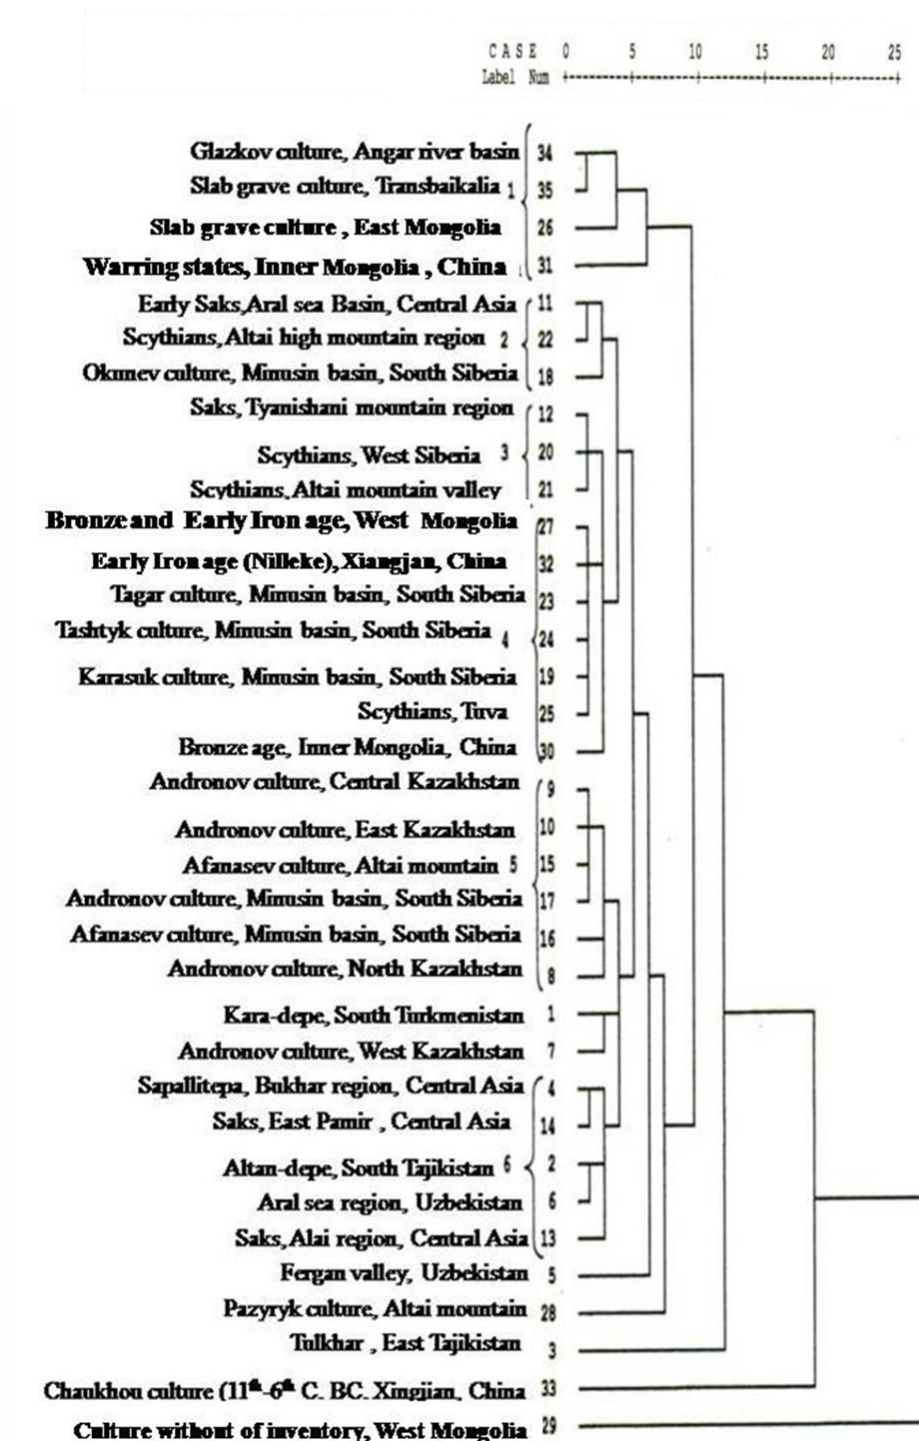 C A S E 0 5 10 15 20 25
Label Num
Glazkov culture, Angar river basin 34
Slab grave culture, Transbaikalia 1 35
Slab grave culture , East Mongolia 26
Warring states, Inner Mongolia , China 31
Early Saks,Aral sea Basin, Central Asia 11
Scythians,Altai high mountain region 2 22
Okunev culture, Minusin basin, South Siberia 18
Saks, Tyanishani mountain region 12
Scythians, West Siberia 3 20
Scythians, Altai mountain valley 21
Bronze and Early Iron age, West Mongolia 27
Early Iron age (Nilleke), Xiangjan, China 32
Tagar culture, Minusin basin, South Siberia 23
Tashtyk culture, Minusin basin, South Siberia 4 24
Karasuk culture, Minusin basin, South Siberia 19
Scythians, Tuva 25
Bronze age, Inner Mongolia, China 30
Andronov culture, Central Kazakhstan 9
Andronov culture, East Kazakhstan 10
Afanasev culture, Altai mountain 5 15
Andronov culture, Minusin basin, South Siberia 17
Afanasev culture, Minusin basin, South Siberia 16
Andronov culture, North Kazakhstan 8
Kara-depe, South Turkmenistan 1
Andronov culture, West Kazakhstan 7
Sapallitepa, Bukhar region, Central Asia 4
Saks, East Pamir , Central Asia 14
Altan-depe, South Tajikistan 6 2
Aral sea region, Uzbekistan 6
Saks, Alai region, Central Asia 13
Fergan valley, Uzbekistan 5
Pazyryk culture, Altai mountain 28
Tulkhar , East Tajikistan 3
Chaukhou culture (11th-6th C. BC. Xingjian, China 33
Culture without of inventory, West Mongolia 29